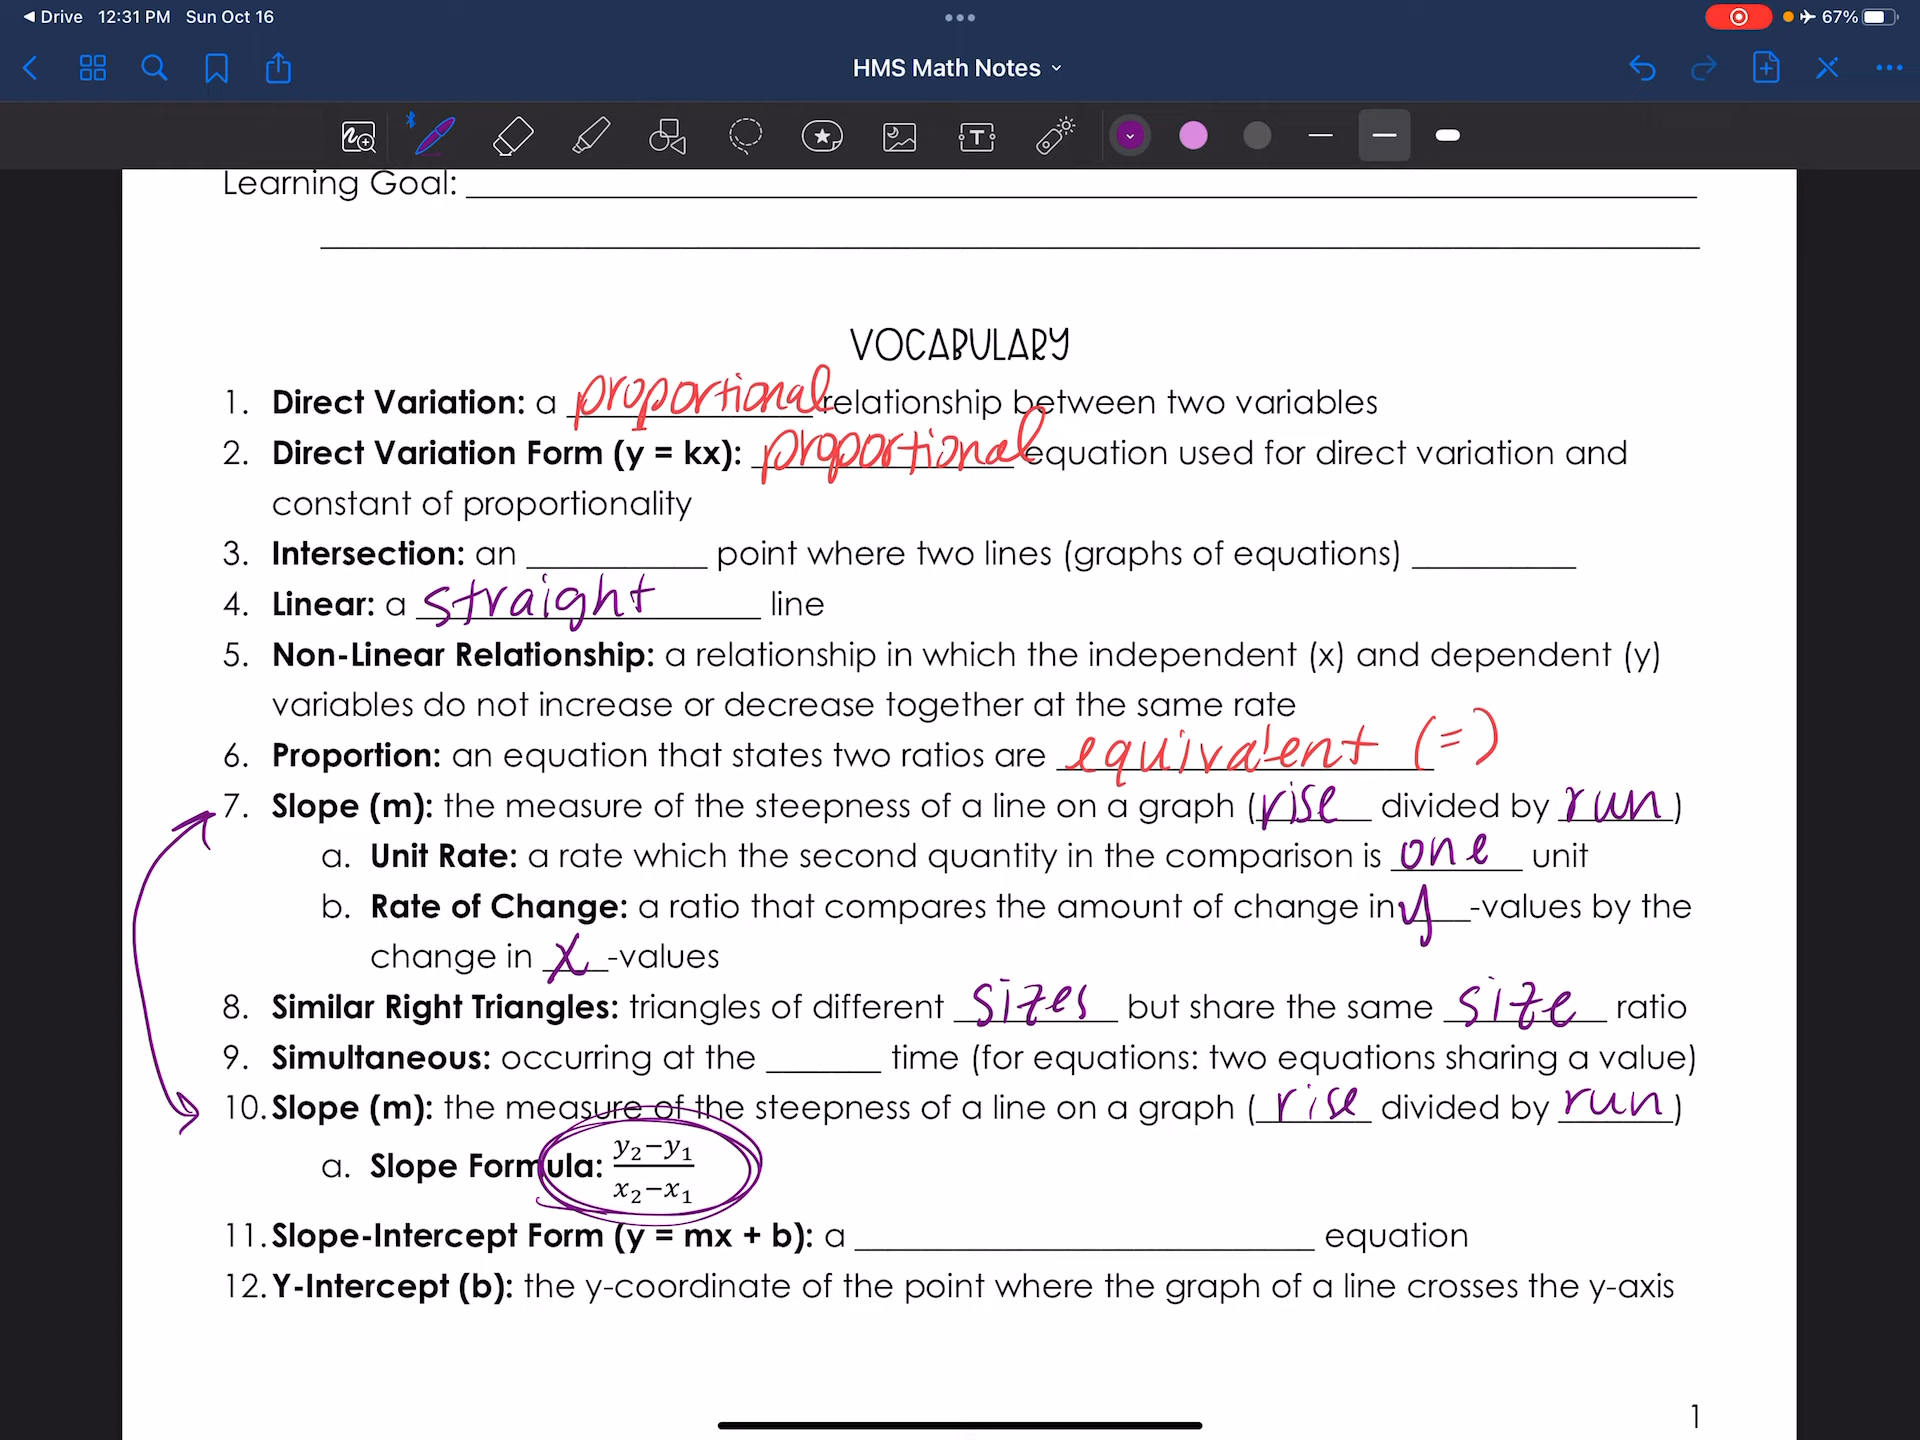 ◀ Drive 12:31 PM Sun Oct 16 67%
HMS Math Notes
Learning Goal: ____
VOCABULARY
1. Direct Variation: a proportional relationship between two variables
2. Direct Variation Form (y = kx): proportional equation used for direct variation and
constant of proportionality
3. Intersection: an ____ point where two lines (graphs of equations) ____
4. Linear: a straight line
5. Non-Linear Relationship: a relationship in which the independent (x) and dependent (y)
variables do not increase or decrease together at the same rate
6. Proportion: an equation that states two ratios are equivalent (=)
7. Slope (m): the measure of the steepness of a line on a graph (rise divided by run)
a. Unit Rate: a rate which the second quantity in the comparison is one unit
b. Rate of Change: a ratio that compares the amount of change in y-values by the
change in x-values
8. Similar Right Triangles: triangles of different sizes but share the same size ratio
9. Simultaneous: occurring at the ____ time (for equations: two equations sharing a value)
10. Slope (m): the measure of the steepness of a line on a graph (rise divided by run)
a. Slope Formula: y₂−y₁
x₂−x₁
11. Slope-Intercept Form (y = mx + b): a ____ equation
12. Y-Intercept (b): the y-coordinate of the point where the graph of a line crosses the y-axis
1